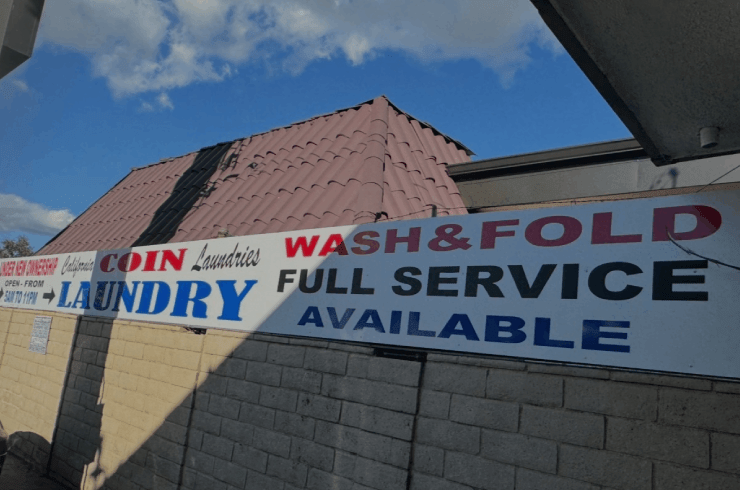 UNDER NEW OWNERSHIP
OPEN - FROM
5AM TO 11PM
California COIN Laundries
LAUNDRY
WASH&FOLD
FULL SERVICE
AVAILABLE